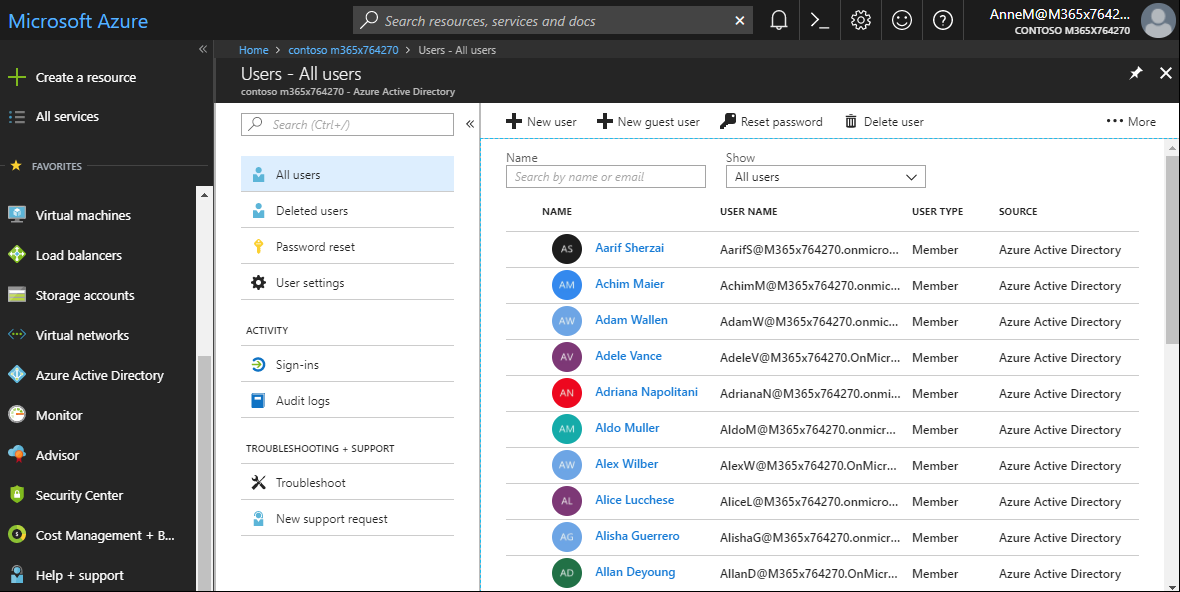 Microsoft Azure
Search resources, services and docs
AnneM@M365x7642...
CONTOSO M365X764270
Home > contoso m365x764270 > Users - All users
Users - All users
contoso m365x764270 - Azure Active Directory
Create a resource
All services
FAVORITES
Virtual machines
Load balancers
Storage accounts
Virtual networks
Azure Active Directory
Monitor
Advisor
Security Center
Cost Management + B...
Help + support
Search (Ctrl+/)
All users
Deleted users
Password reset
User settings
ACTIVITY
Sign-ins
Audit logs
TROUBLESHOOTING + SUPPORT
Troubleshoot
New support request
New user New guest user Reset password Delete user More
Name Show
Search by name or email All users
NAME USER NAME USER TYPE SOURCE
AS Aarif Sherzai AarifS@M365x764270.onmicro... Member Azure Active Directory
AM Achim Maier AchimM@M365x764270.onmic... Member Azure Active Directory
AW Adam Wallen AdamW@M365x764270.onmic... Member Azure Active Directory
AV Adele Vance AdeleV@M365x764270.OnMicr... Member Azure Active Directory
AN Adriana Napolitani AdrianaN@M365x764270.onmi... Member Azure Active Directory
AM Aldo Muller AldoM@M365x764270.onmicro... Member Azure Active Directory
AW Alex Wilber AlexW@M365x764270.OnMicr... Member Azure Active Directory
AL Alice Lucchese AliceL@M365x764270.onmicro... Member Azure Active Directory
AG Alisha Guerrero AlishaG@M365x764270.onmicr... Member Azure Active Directory
AD Allan Deyoung AllanD@M365x764270.OnMicr... Member Azure Active Directory